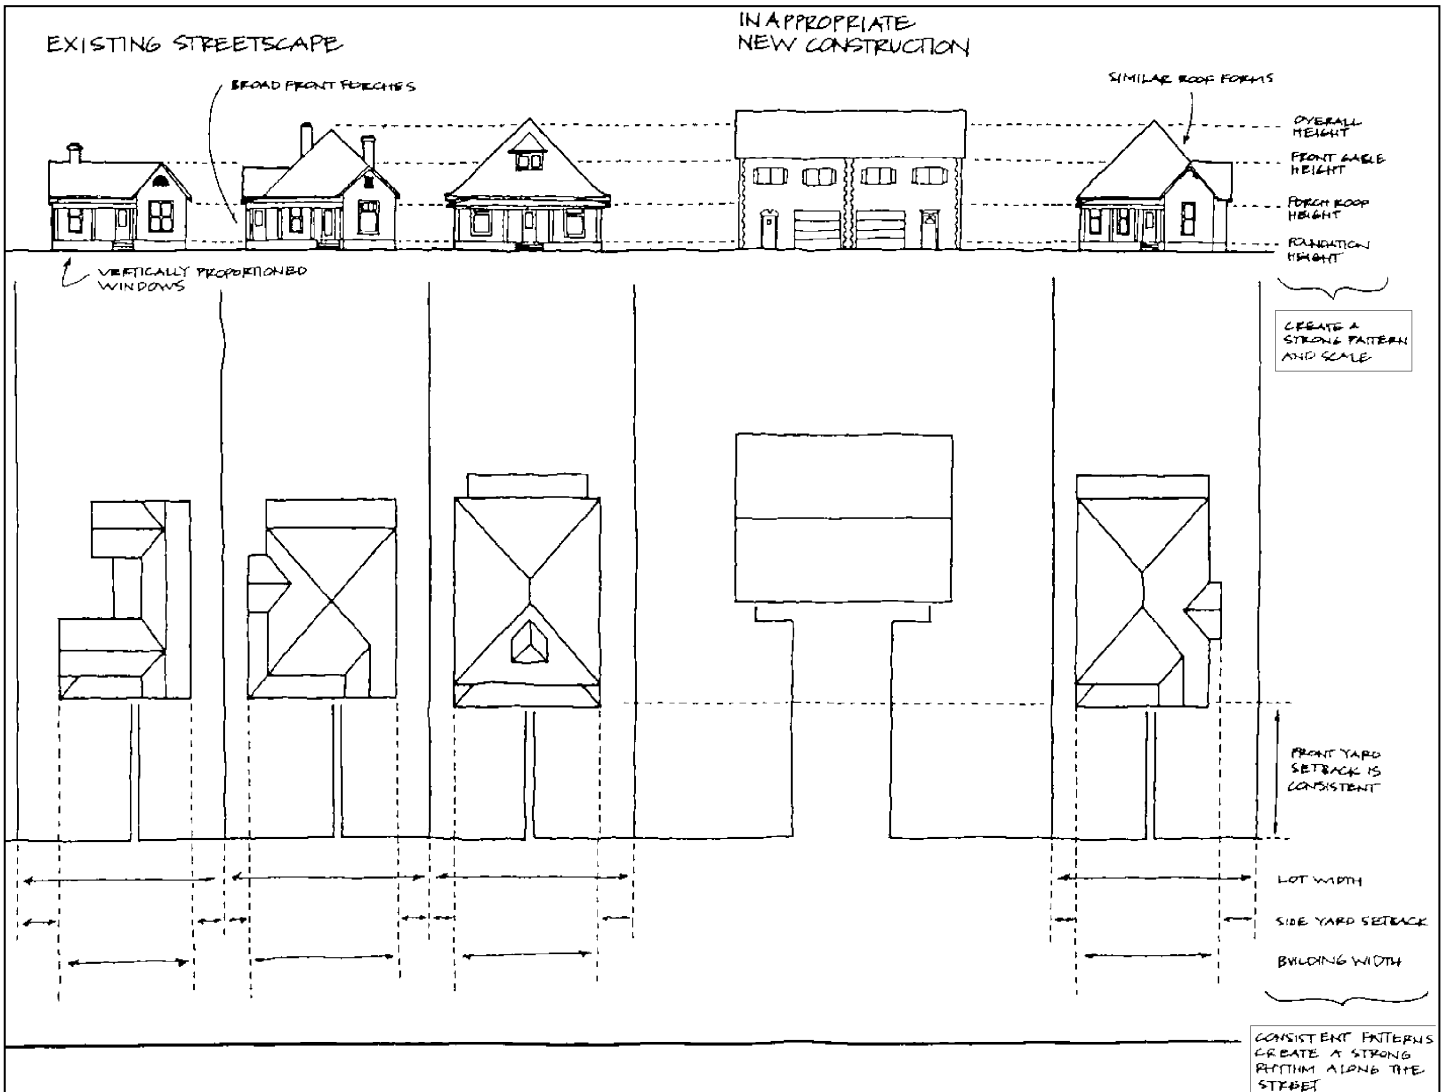 EXISTING STREETSCAPE
INAPPROPRIATE
NEW CONSTRUCTION
BROAD FRONT PORCHES
SIMILAR ROOF FORMS
OVERALL
HEIGHT
FRONT GABLE
HEIGHT
PORCH ROOF
HEIGHT
FOUNDATION
HEIGHT
VERTICALLY PROPORTIONED
WINDOWS
CREATE A
STRONG PATTERN
AND SCALE
FRONT YARD
SETBACK IS
CONSISTENT
LOT WIDTH
SIDE YARD SETBACK
BUILDING WIDTH
CONSISTENT PATTERNS
CREATE A STRONG
RHYTHM ALONG THE
STREET